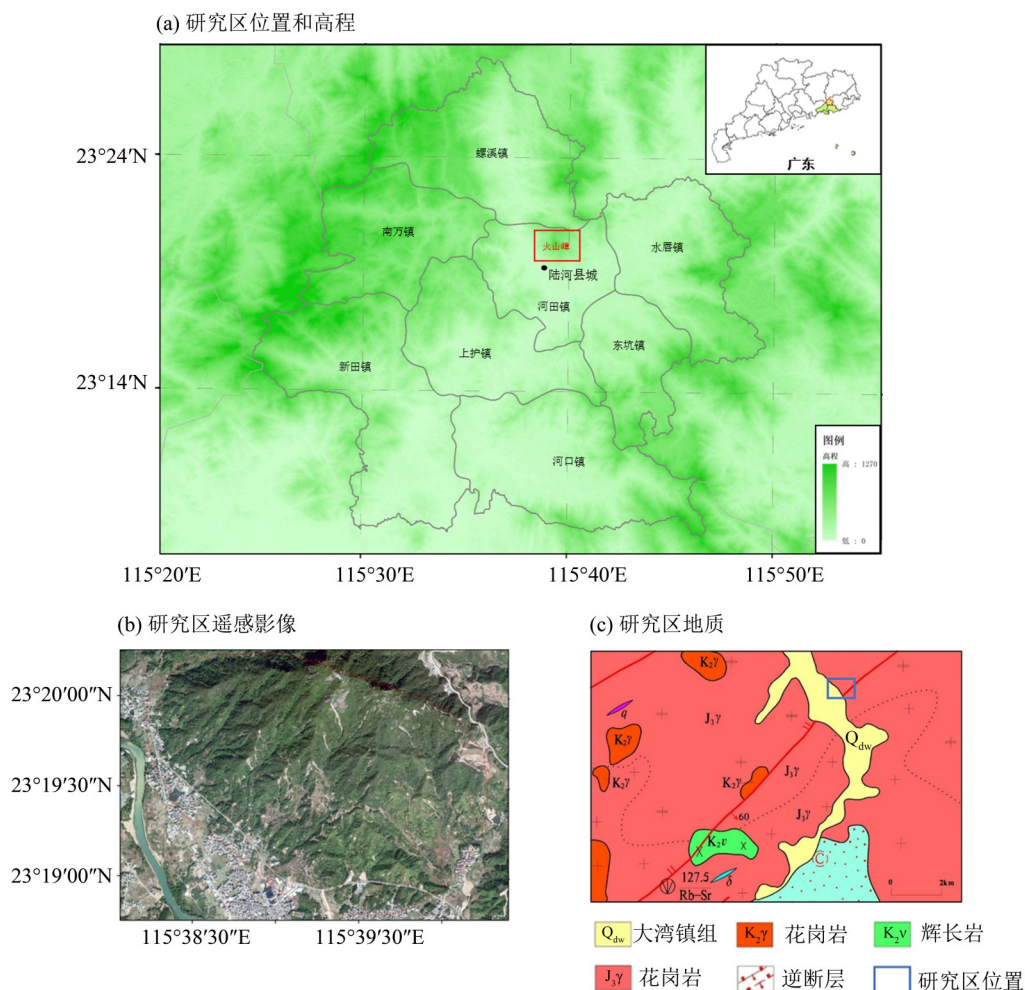 (a) 研究区位置和高程
23°24′N
23°14′N
115°20′E
115°30′E
115°40′E
115°50′E
螺溪镇
南万镇
火山嶂
水唇镇
陆河县城
河田镇
东坑镇
上护镇
新田镇
河口镇
广东
图例
高程
高 : 1270
低 : 0
(b) 研究区遥感影像
23°20′00″N
23°19′30″N
23°19′00″N
115°38′30″E
115°39′30″E
(c) 研究区地质
K₂γ
q
J₃γ
K₂γ
Qdw
K₂γ
K₂γ
J₃γ
J₃γ
60
K₂υ
127.5
Rb-Sr
δ
C
0
2km
Qdw 大湾镇组
K₂γ 花岗岩
K₂ν 辉长岩
J₃γ 花岗岩
逆断层
研究区位置